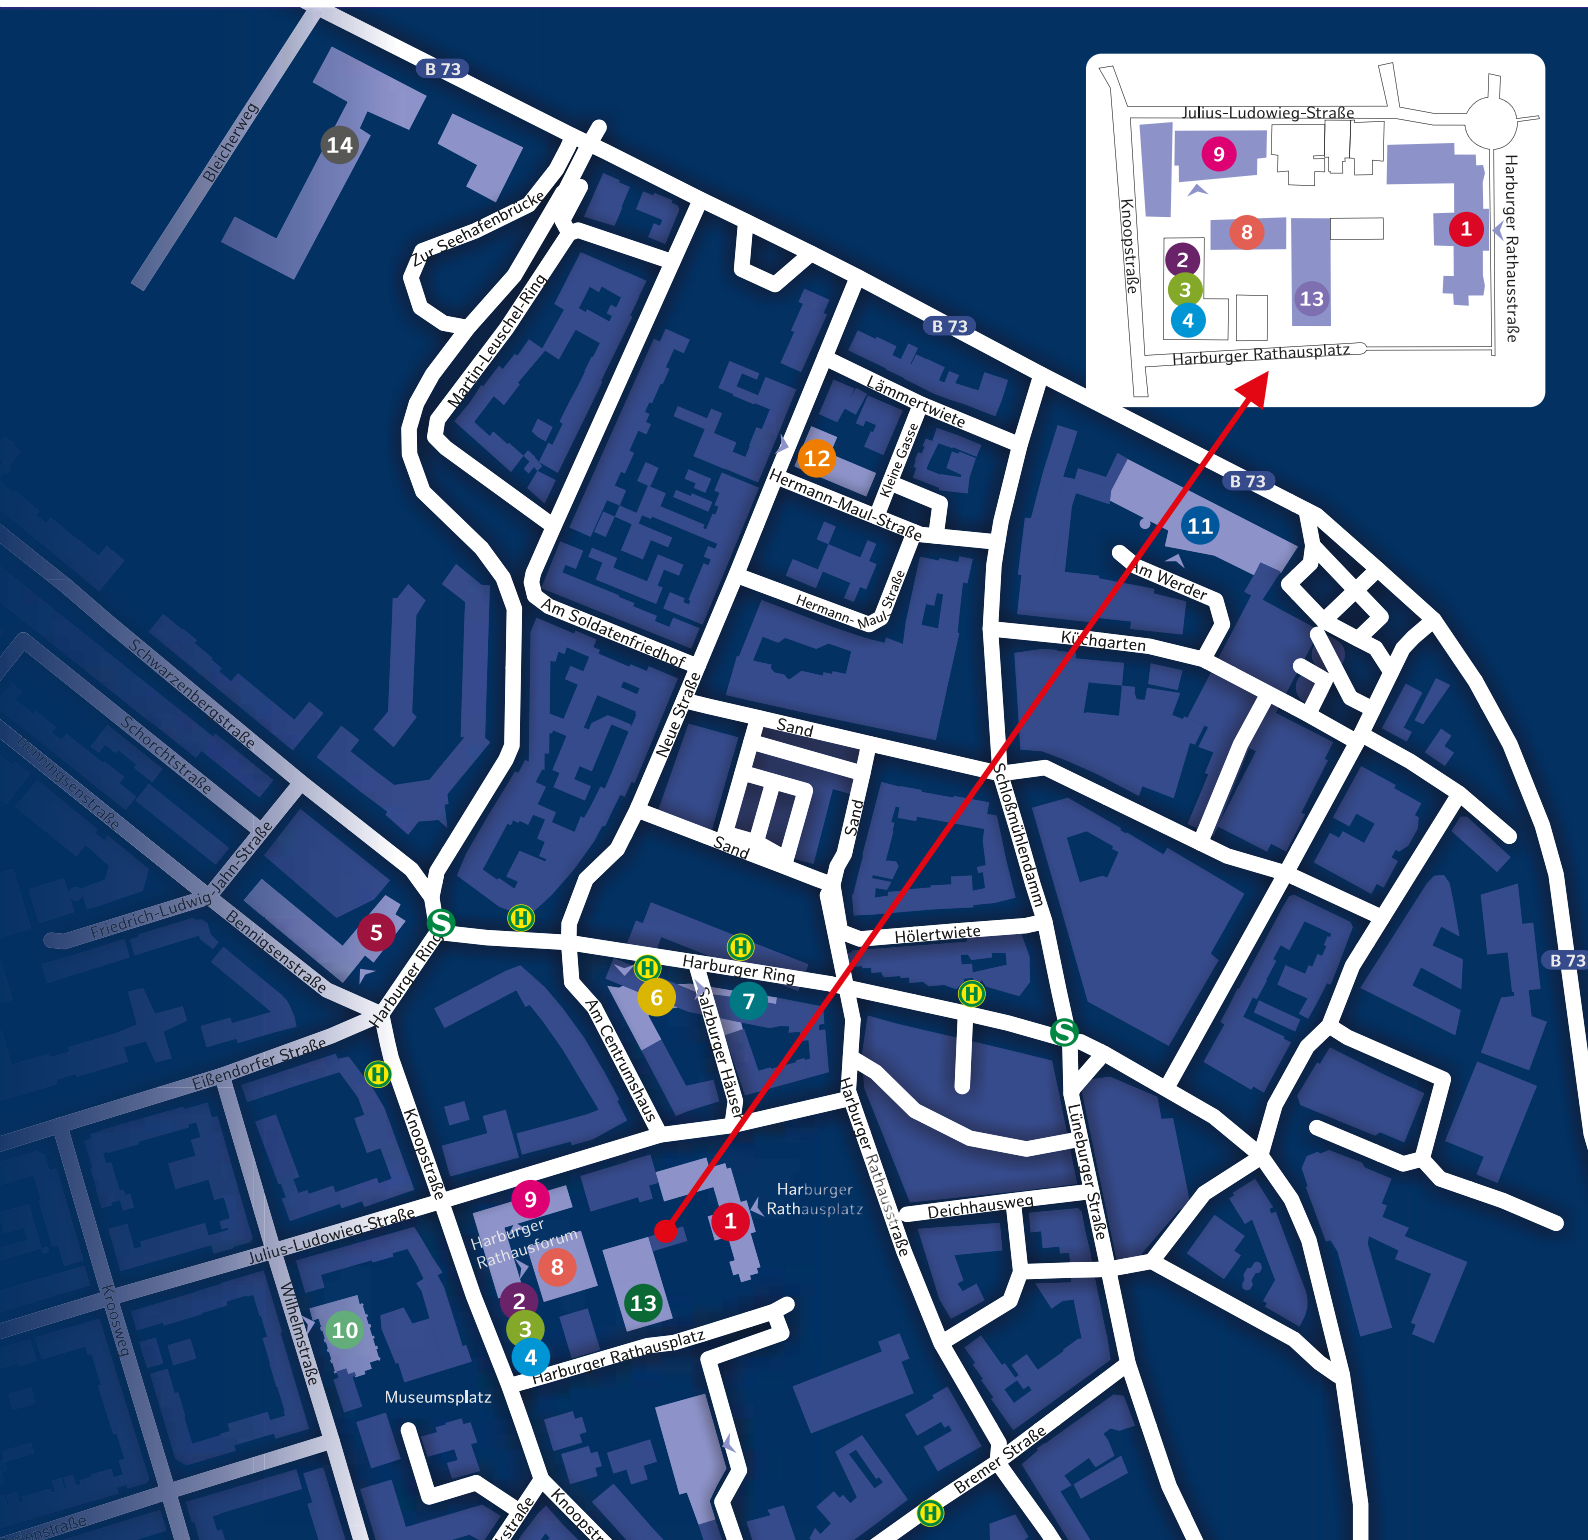 B 73
Bleicherweg
14
Zur Seehafenbrücke
Martin-Leuschel-Ring
B 73
Julius-Ludowieg-Straße
9
Knoopstraße
8
1
Harburger Rathausstraße
2
3
13
4
Harburger Rathausplatz
Lämmertwiete
Kleine Gasse
12
Hermann-Maul-Straße
B 73
11
Am Werder
Hermann-Maul-Straße
Am Soldatenfriedhof
Küchgarten
Schwarzenbergstraße
Schorchtstraße
Neue Straße
Sand
Sand
Sand
Schloßmühlendamm
Friedrich-Ludwig-Jahn-Straße
Bennigsenstraße
Bennigsenstraße
5
S
H
H
H
Harburger Ring
Harburger Ring
Hölertwiete
6
7
H
S
B 73
Am Centrumshaus
Salzburger Häuser
Eißendorfer Straße
H
Knoopstraße
Harburger Rathausstraße
Lüneburger Straße
9
1
Harburger
Rathausplatz
Deichhausweg
Julius-Ludowieg-Straße
Harburger
Rathausforum
8
2
3
4
13
Kroosweg
Wilhelmstraße
10
Harburger Rathausplatz
Museumsplatz
Bremer Straße
H